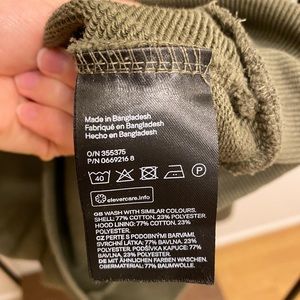 Made in Bangladesh
Fabriqué en Bangladesh
Hecho en Bangladesh
O/N 355375
P/N 0669216 8
40
P
clevercare.info
GB WASH WITH SIMILAR COLOURS.
SHELL: 77% COTTON, 23%
POLYESTER.
HOOD LINING: 77% COTTON, 23%
POLYESTER.
CZ PERTE S PODOBNÝMI BARVAMI.
SVRCHNÍ LÁTKA: 77% BAVLNA, 23%
POLYESTER. PODŠÍVKA KAPUCE: 77%
BAVLNA, 23% POLYESTER.
DE MIT ÄHNLICHEN FARBEN WASCHEN.
OBERMATERIAL: 77% BAUMWOLLE,